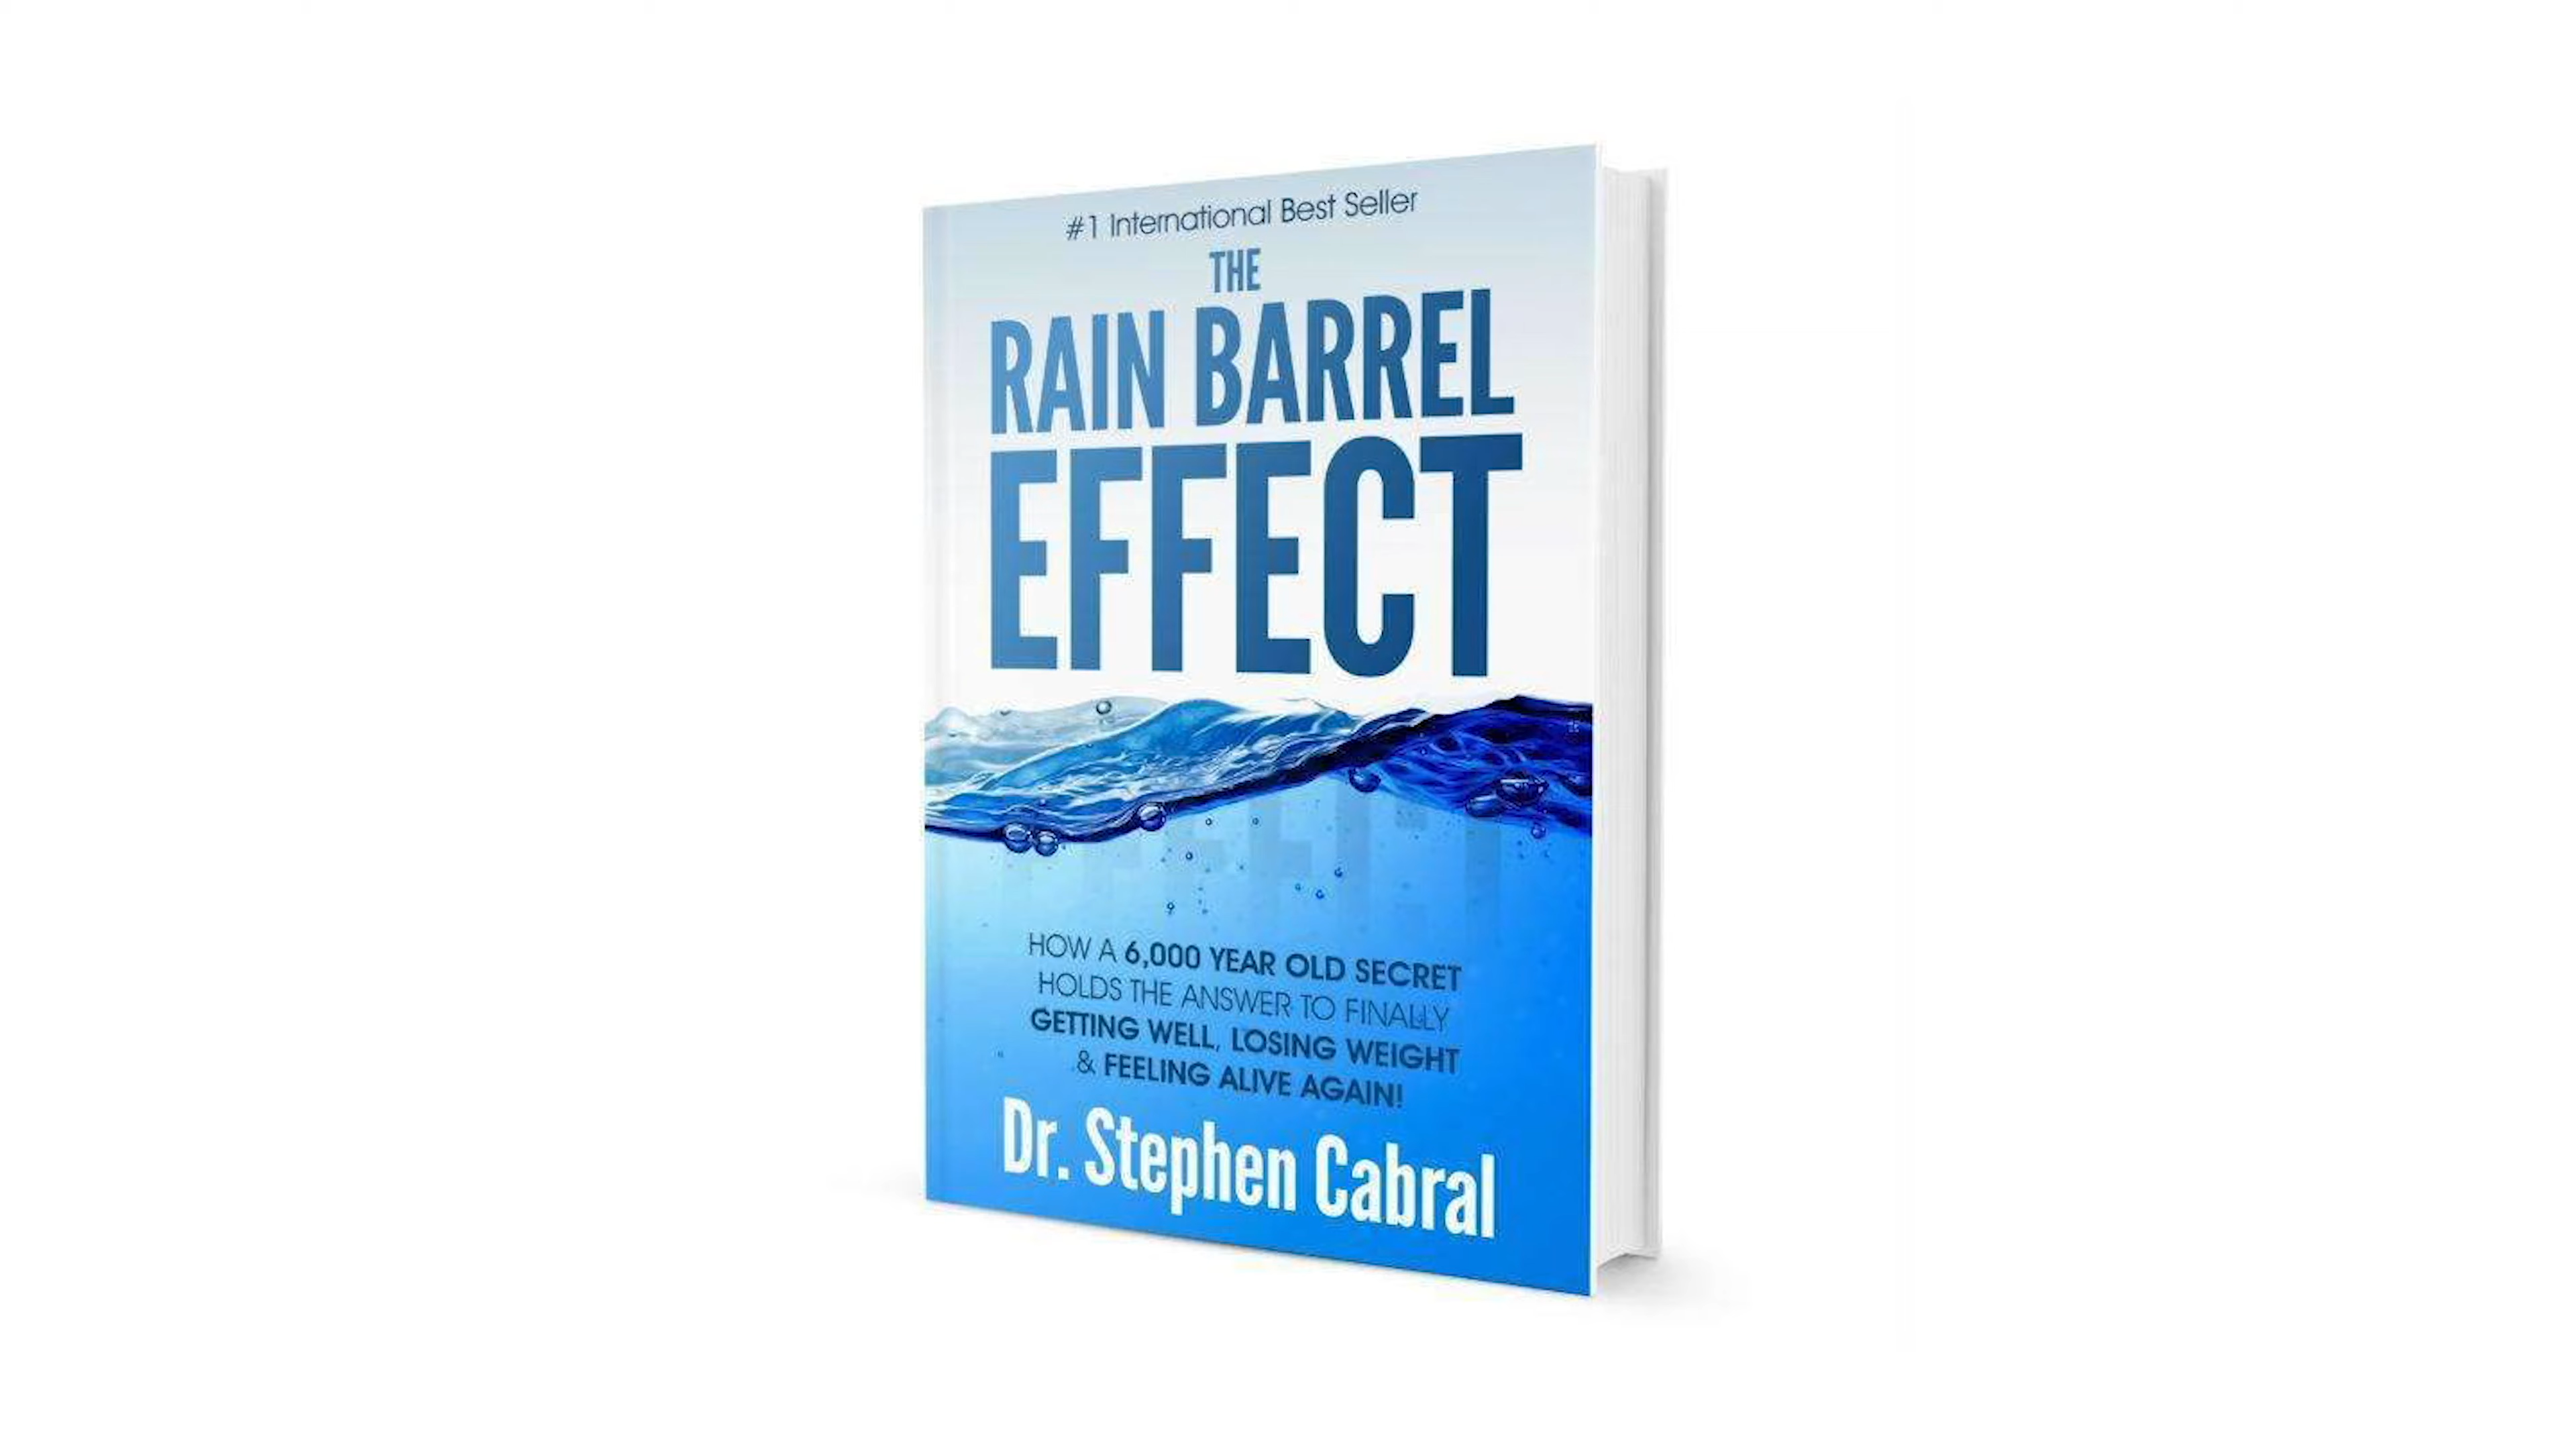 #1 International Best Seller
THE
RAIN BARREL
EFFECT
HOW A 6,000 YEAR OLD SECRET
HOLDS THE ANSWER TO FINALLY
GETTING WELL, LOSING WEIGHT
& FEELING ALIVE AGAIN!
Dr. Stephen Cabral